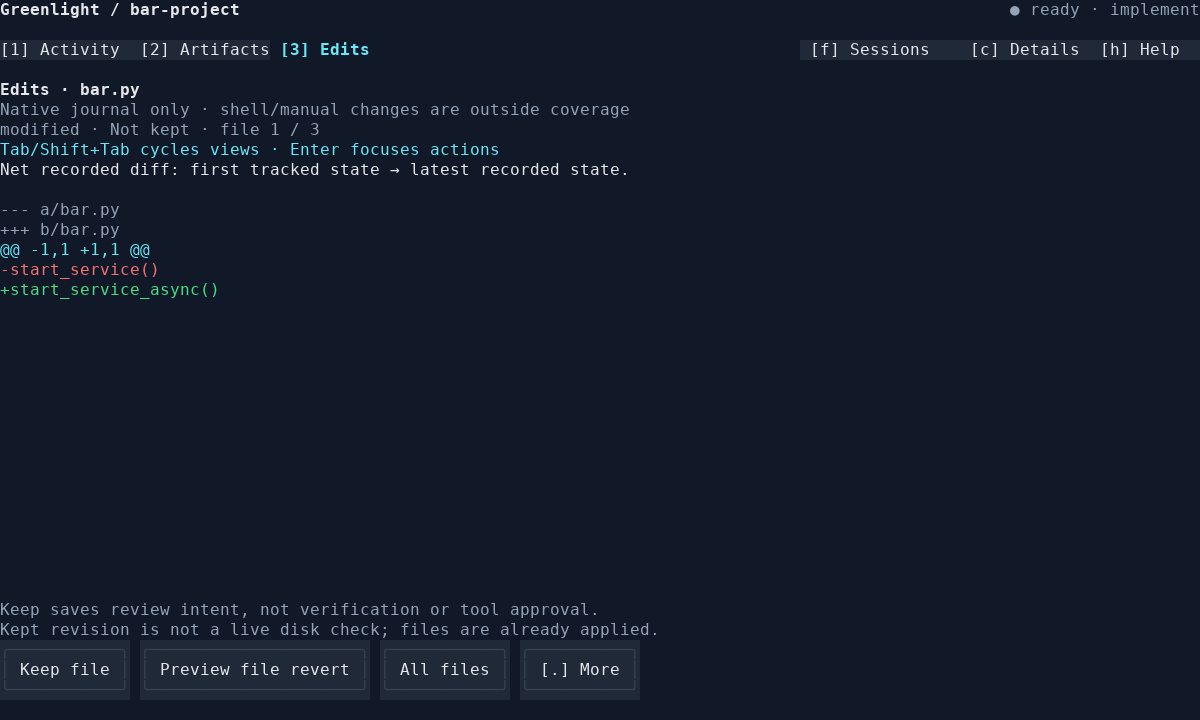 Greenlight / bar-project ● ready · implement
[1] Activity [2] Artifacts [3] Edits [f] Sessions [c] Details [h] Help
Edits · bar.py
Native journal only · shell/manual changes are outside coverage
modified · Not kept · file 1 / 3
Tab/Shift+Tab cycles views · Enter focuses actions
Net recorded diff: first tracked state → latest recorded state.
--- a/bar.py
+++ b/bar.py
@@ -1,1 +1,1 @@
-start_service()
+start_service_async()
Keep saves review intent, not verification or tool approval.
Kept revision is not a live disk check; files are already applied.
Keep file Preview file revert All files [.] More